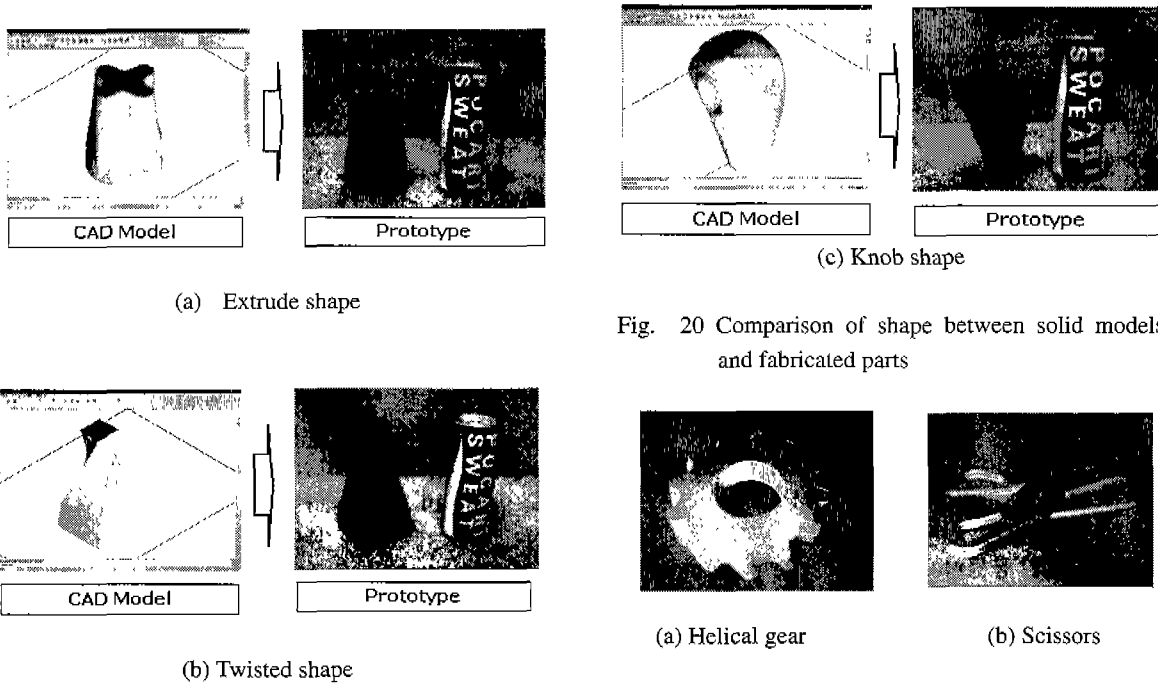 POCARI
SWEAT
CAD Model
Prototype
(a) Extrude shape
POCARI
SWEAT
CAD Model
Prototype
(b) Twisted shape
POCARI
SWEAT
CAD Model
Prototype
(c) Knob shape
Fig. 20 Comparison of shape between solid models
and fabricated parts
(a) Helical gear
(b) Scissors